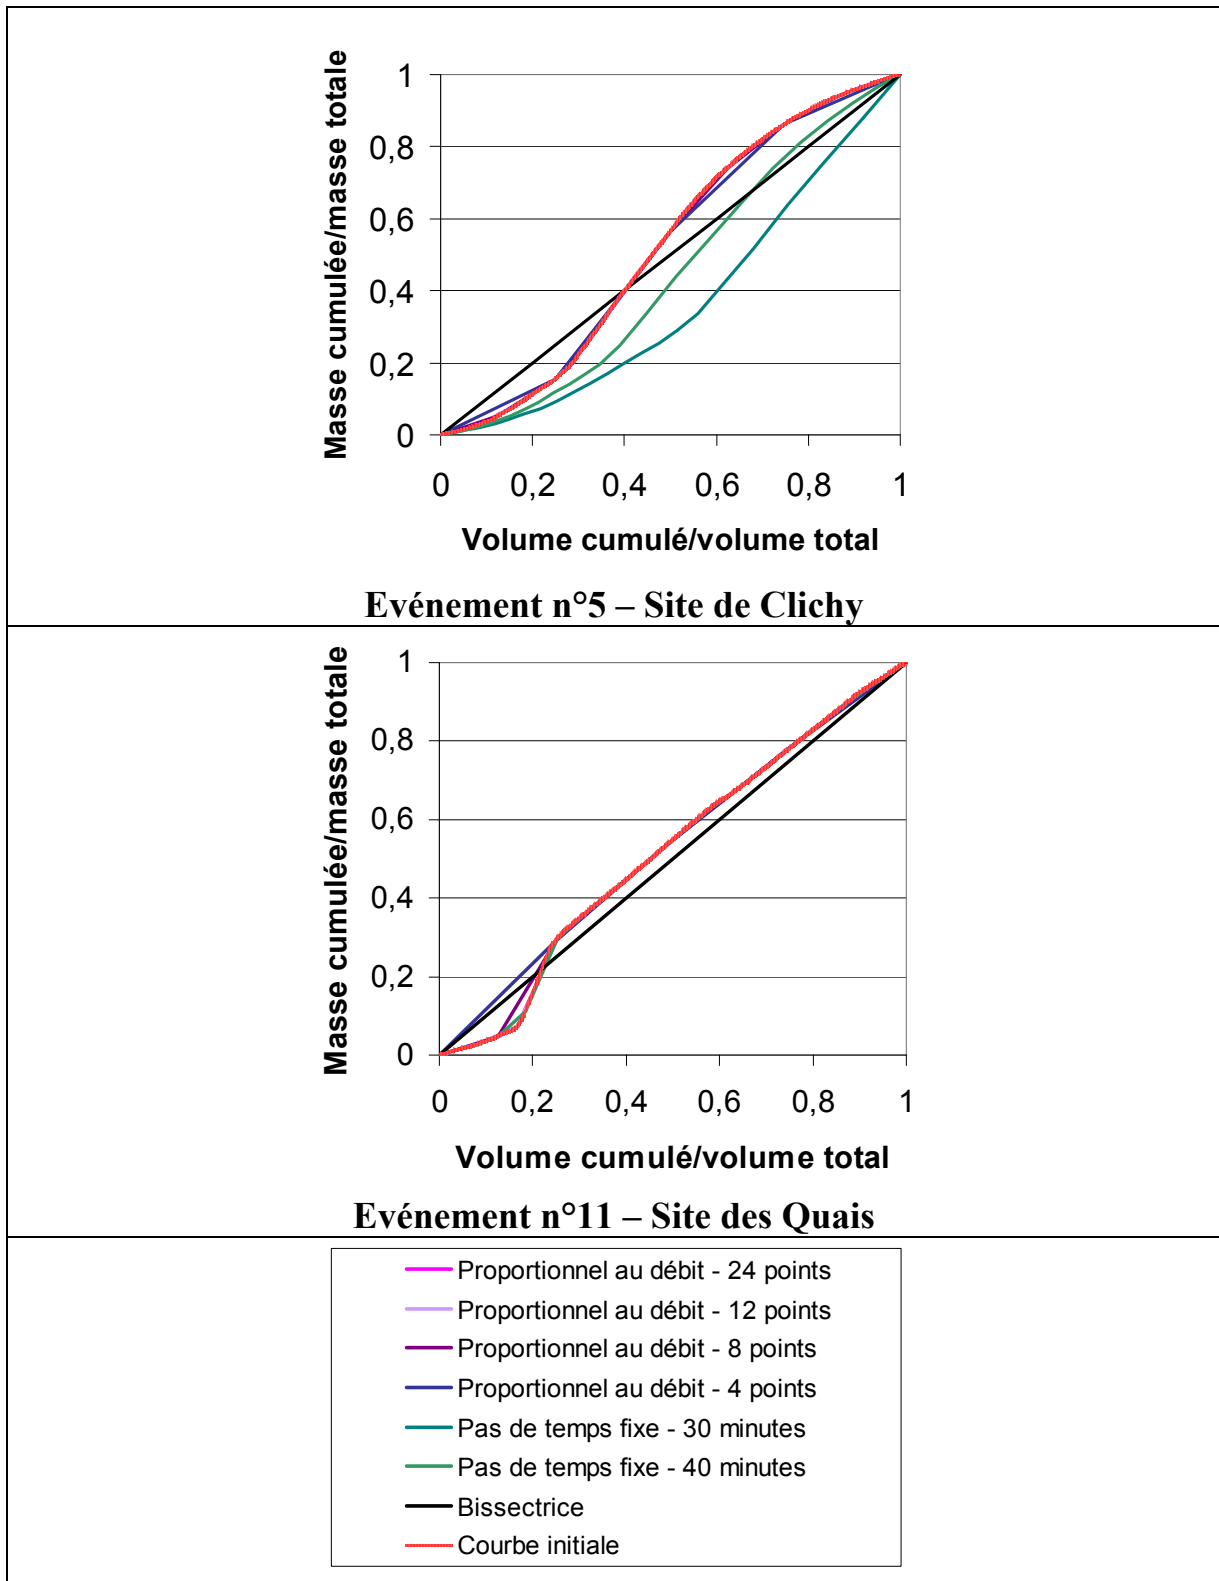 Masse cumulée/masse totale
1
0,8
0,6
0,4
0,2
0
0 0,2 0,4 0,6 0,8 1
Volume cumulé/volume total
Evénement n°5 – Site de Clichy
Masse cumulée/masse totale
1
0,8
0,6
0,4
0,2
0
0 0,2 0,4 0,6 0,8 1
Volume cumulé/volume total
Evénement n°11 – Site des Quais
Proportionnel au débit - 24 points
Proportionnel au débit - 12 points
Proportionnel au débit - 8 points
Proportionnel au débit - 4 points
Pas de temps fixe - 30 minutes
Pas de temps fixe - 40 minutes
Bissectrice
Courbe initiale